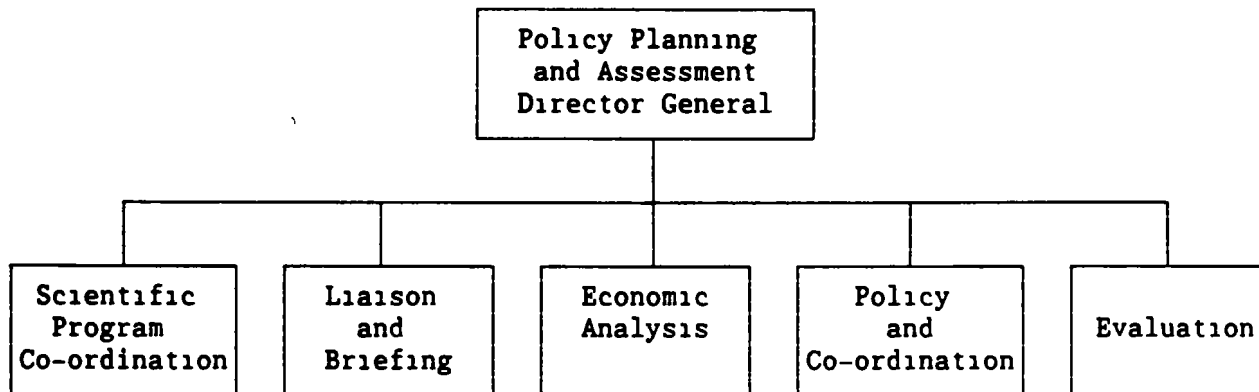 Policy Planning
and Assessment
Director General
Scientific
Program
Co-ordination
Liaison
and
Briefing
Economic
Analysis
Policy
and
Co-ordination
Evaluation